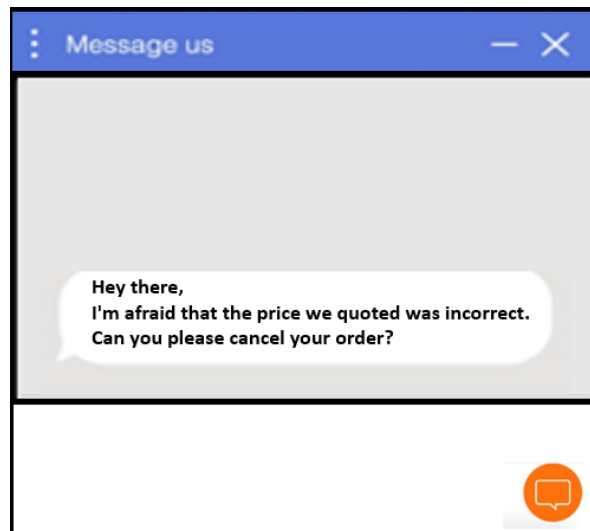 Message us
Hey there,
I'm afraid that the price we quoted was incorrect.
Can you please cancel your order?